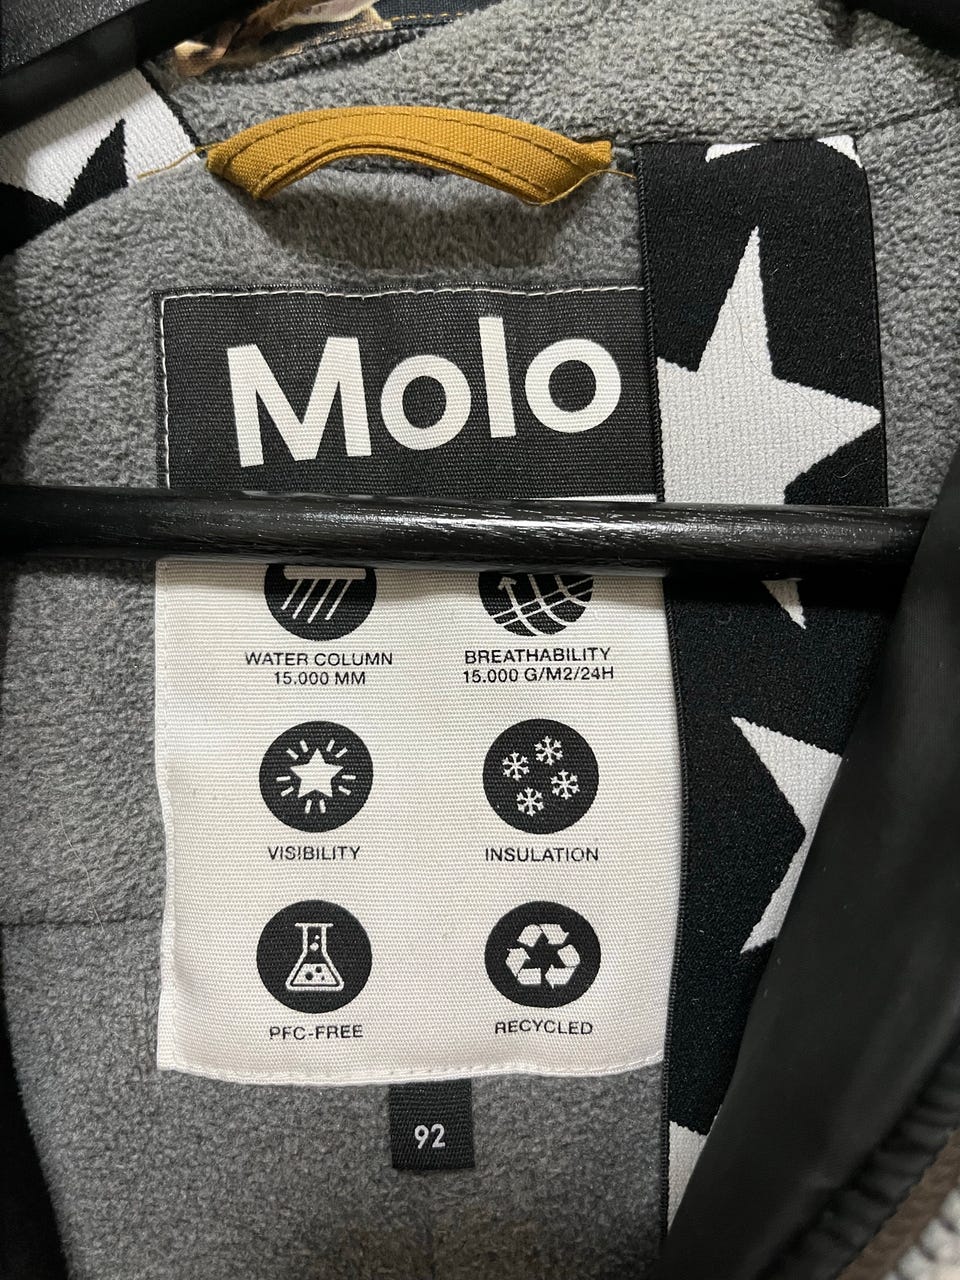 Molo
WATER COLUMN
15.000 MM
BREATHABILITY
15.000 G/M2/24H
VISIBILITY
INSULATION
PFC-FREE
RECYCLED
92